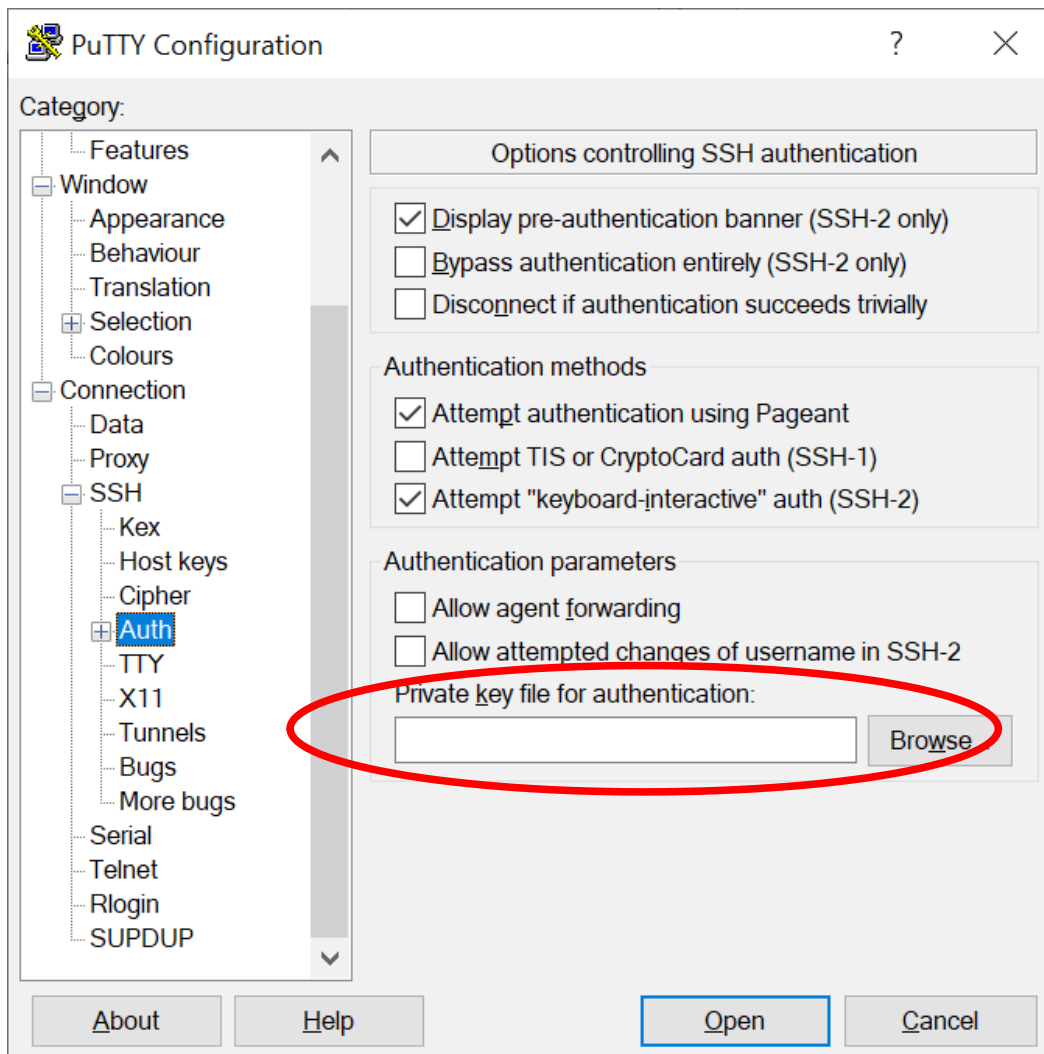 PuTTY Configuration
?
Category:
Features
Window
Appearance
Behaviour
Translation
Selection
Colours
Connection
Data
Proxy
SSH
Kex
Host keys
Cipher
Auth
TTY
X11
Tunnels
Bugs
More bugs
Serial
Telnet
Rlogin
SUPDUP
Options controlling SSH authentication
Display pre-authentication banner (SSH-2 only)
Bypass authentication entirely (SSH-2 only)
Disconnect if authentication succeeds trivially
Authentication methods
Attempt authentication using Pageant
Attempt TIS or CryptoCard auth (SSH-1)
Attempt "keyboard-interactive" auth (SSH-2)
Authentication parameters
Allow agent forwarding
Allow attempted changes of username in SSH-2
Private key file for authentication:
Browse...
About
Help
Open
Cancel